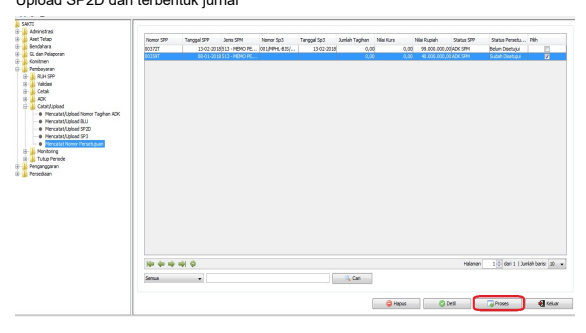 Upload SP2D dan terbentuk jurnal
SAKTI
Administrasi
Aset Tetap
Bendahara
GL dan Pelaporan
Komitmen
Pembayaran
RUH SPP
Validasi
Cetak
ADK
Catat/Upload
Mencatat/Upload Nomor Tagihan ADK
Mencatat/Upload BLU
Mencatat/Upload SP2D
Mencatat/Upload SP3
Mencatat Nomor Persetujuan
Monitoring
Tutup Periode
Penganggaran
Persediaan
Nomor SPP Tanggal SPP Jenis SPM Nomor Sp3 Tanggal Sp3 Jumlah Tagihan Nilai Kurs Nilai Rupiah Status SPP Status Persetu... Pilih
00372T 13-02-2018 513 - MEMO PE... 001/MPHL-BJS/... 13-02-2018 0,00 0,00 99.000.000,00 ADK SPM Belum Disetujui
00359T 09-01-2018 513 - MEMO PE... 0,00 0,00 40.000.000,00 ADK SPM Sudah Disetujui
Halaman 1 dari 1 | Jumlah baris: 10
Semua Cari
Hapus Detil Proses Keluar